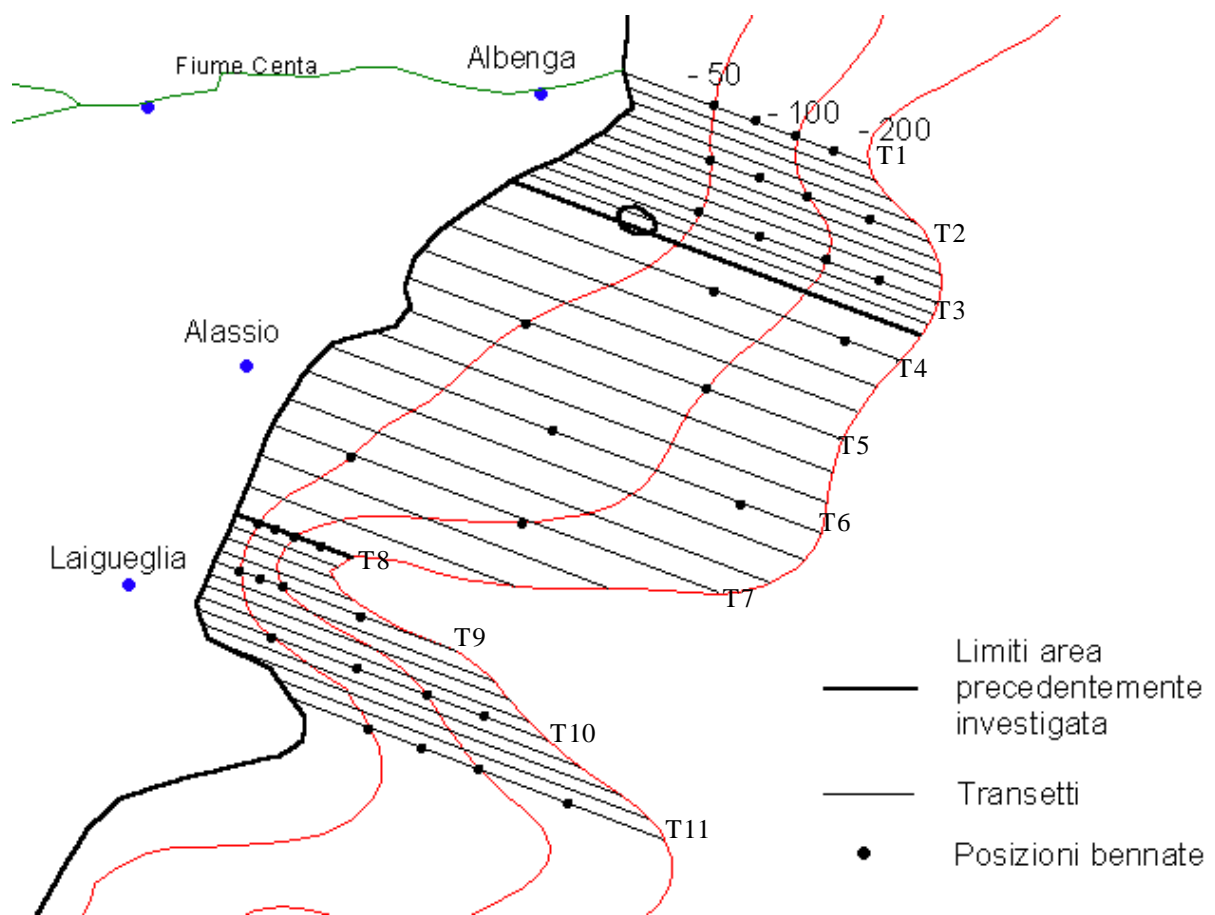 Fiume Centa
Albenga
- 50
- 100
- 200
T1
T2
T3
T4
Alassio
T5
T6
T7
T8
Laigueglia
T9
T10
T11
Limiti area
precedentemente
investigata
Transetti
Posizioni bennate